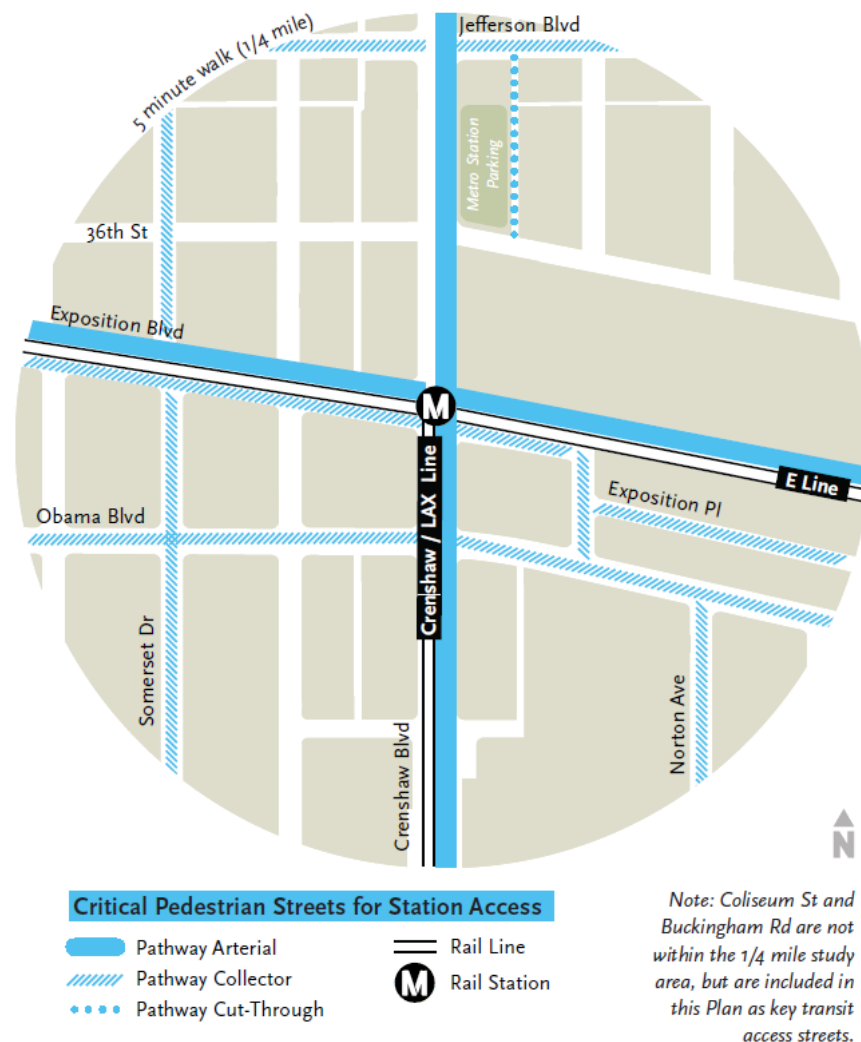 Jefferson Blvd
5 minute walk (1/4 mile)
Metro Station
Parking
36th St
Exposition Blvd
M
Crenshaw / LAX Line
E Line
Exposition Pl
Obama Blvd
Somerset Dr
Norton Ave
Crenshaw Blvd
N
Critical Pedestrian Streets for Station Access
Pathway Arterial
Pathway Collector
Pathway Cut-Through
Rail Line
M
Rail Station
Note: Coliseum St and
Buckingham Rd are not
within the 1/4 mile study
area, but are included in
this Plan as key transit
access streets.